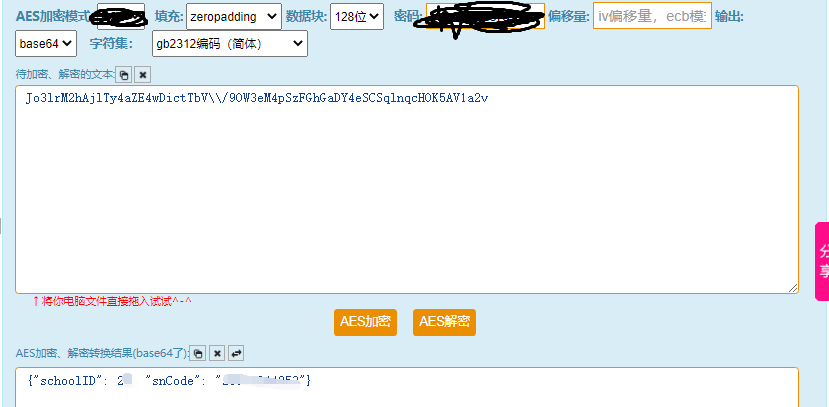 AES加密模式 填充: zeropadding 数据块: 128位 密码: 偏移量: iv偏移量，ecb模 输出:
base64 字符集: gb2312编码（简体）
待加密、解密的文本:
Jo3lrM2hAjlTy4aZE4wDictTbV\\/9OW3eM4pSzFGhGaDY4eSCSqlnqcHOK5AV1a2v
↑将你电脑文件直接拖入试试^-^
AES加密 AES解密
分享
AES加密、解密转换结果(base64了):
{"schoolID": 2 "snCode": "}